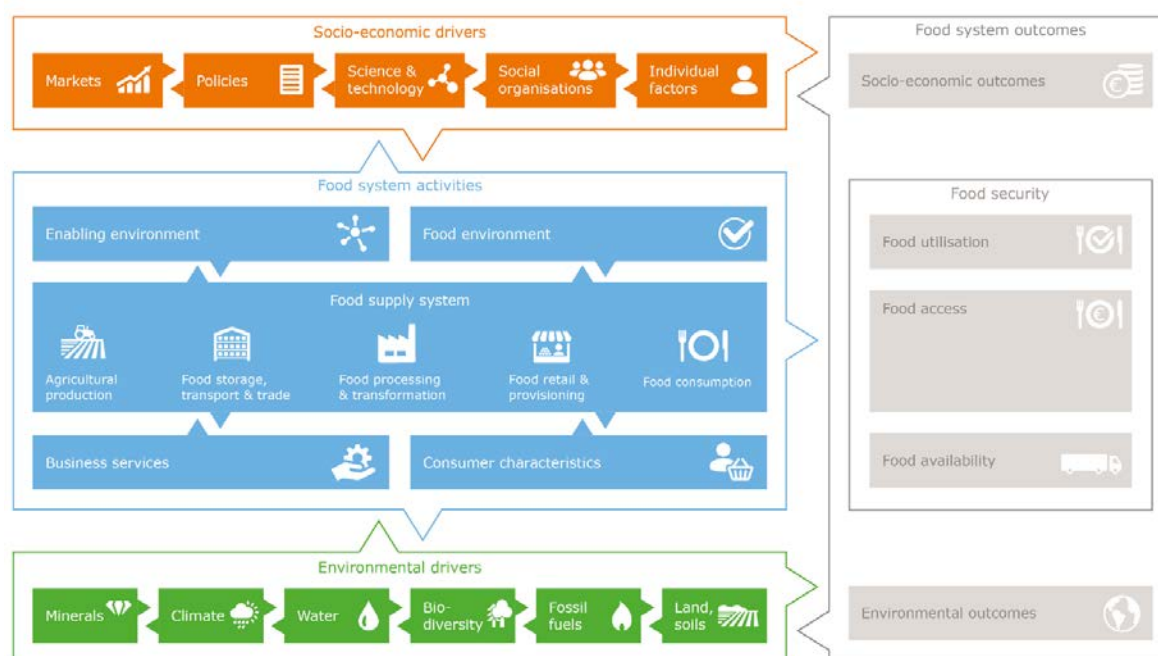 Socio-economic drivers
Markets
Policies
Science &
technology
Social
organisations
Individual
factors
Food system outcomes
Socio-economic outcomes
Food system activities
Enabling environment
Food environment
Food supply system
Agricultural
production
Food storage,
transport & trade
Food processing
& transformation
Food retail &
provisioning
Food consumption
Business services
Consumer characteristics
Food security
Food utilisation
Food access
Food availability
Environmental drivers
Minerals
Climate
Water
Bio-
diversity
Fossil
fuels
Land,
soils
Environmental outcomes